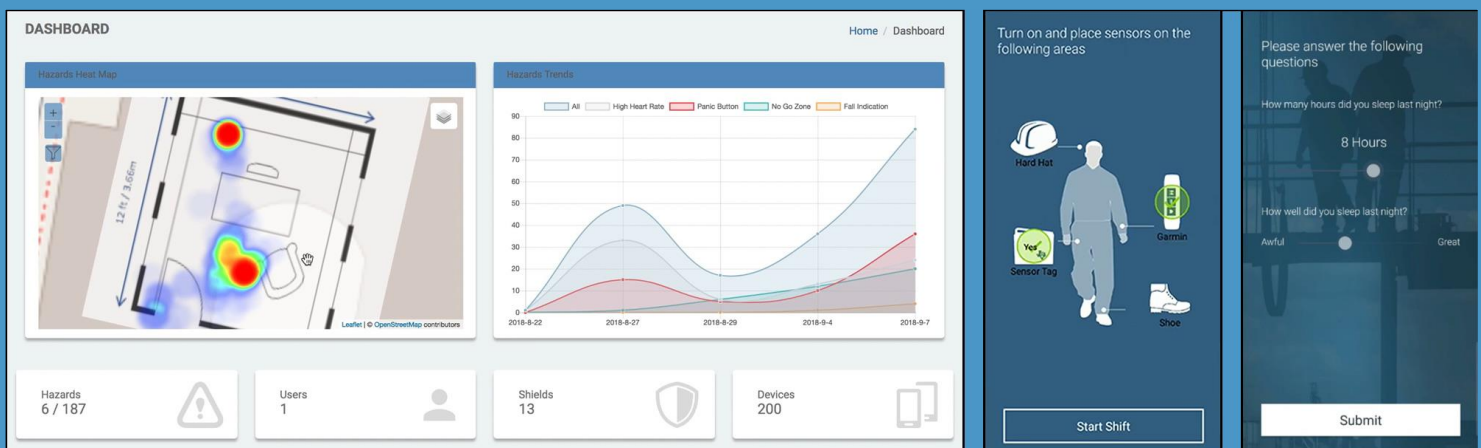 DASHBOARD
Home / Dashboard
Hazards Heat Map
+
-
12 ft / 3.66m
Leaflet | © OpenStreetMap contributors
Hazards Trends
All High Heart Rate Panic Button No Go Zone Fall Indication
90
80
70
60
50
40
30
20
10
0
2018-8-22 2018-8-27 2018-8-29 2018-9-4 2018-9-7
Hazards
6 / 187
Users
1
Shields
13
Devices
200
Turn on and place sensors on the
following areas
Hard Hat
Garmin
Yes
Sensor Tag
Shoe
Start Shift
Please answer the following
questions
How many hours did you sleep last night?
8 Hours
How well did you sleep last night?
Awful Great
Submit